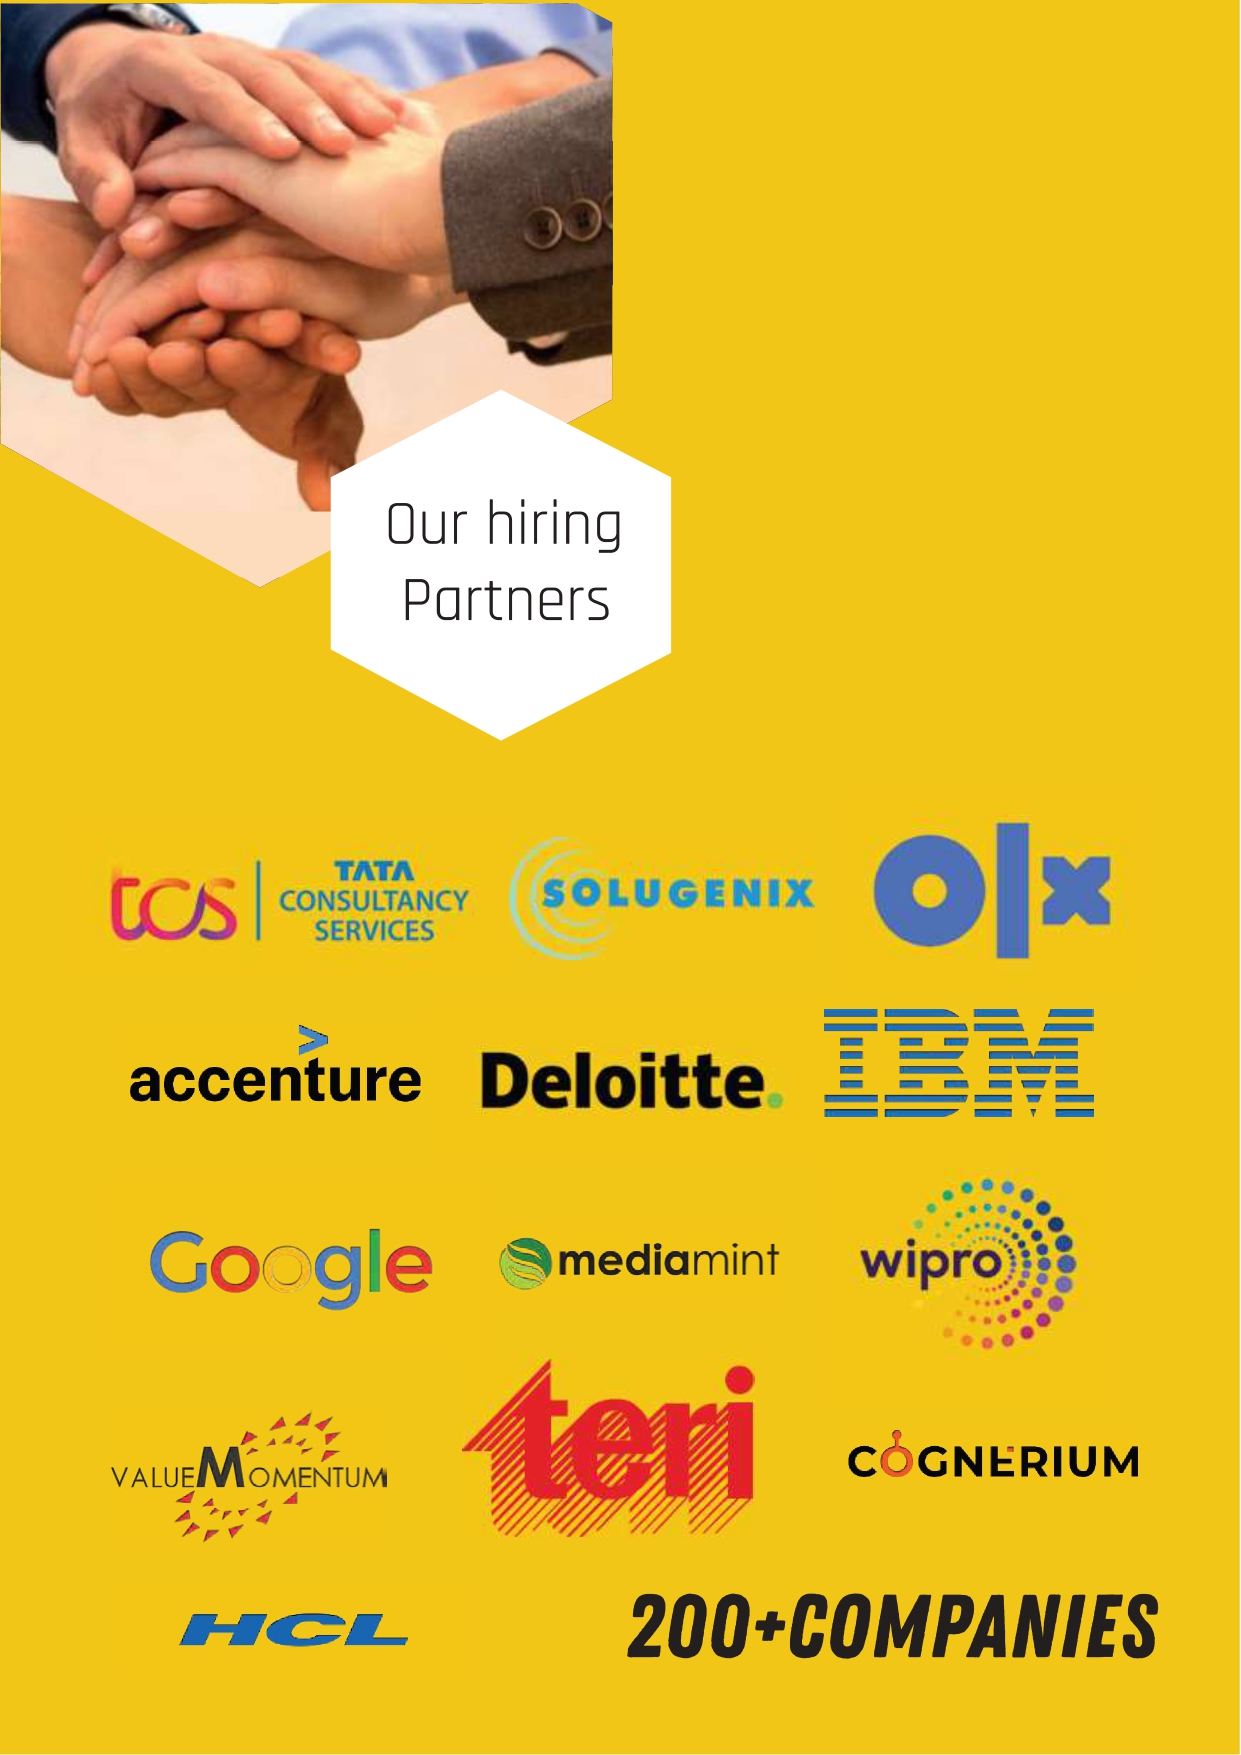 Our hiring
Partners
tcs
TATA
CONSULTANCY
SERVICES
SOLUGENIX
olx
accenture
Deloitte.
IBM
Google
mediamint
wipro
VALUEMOMENTUM
teri
COGNERIUM
HCL
200+COMPANIES